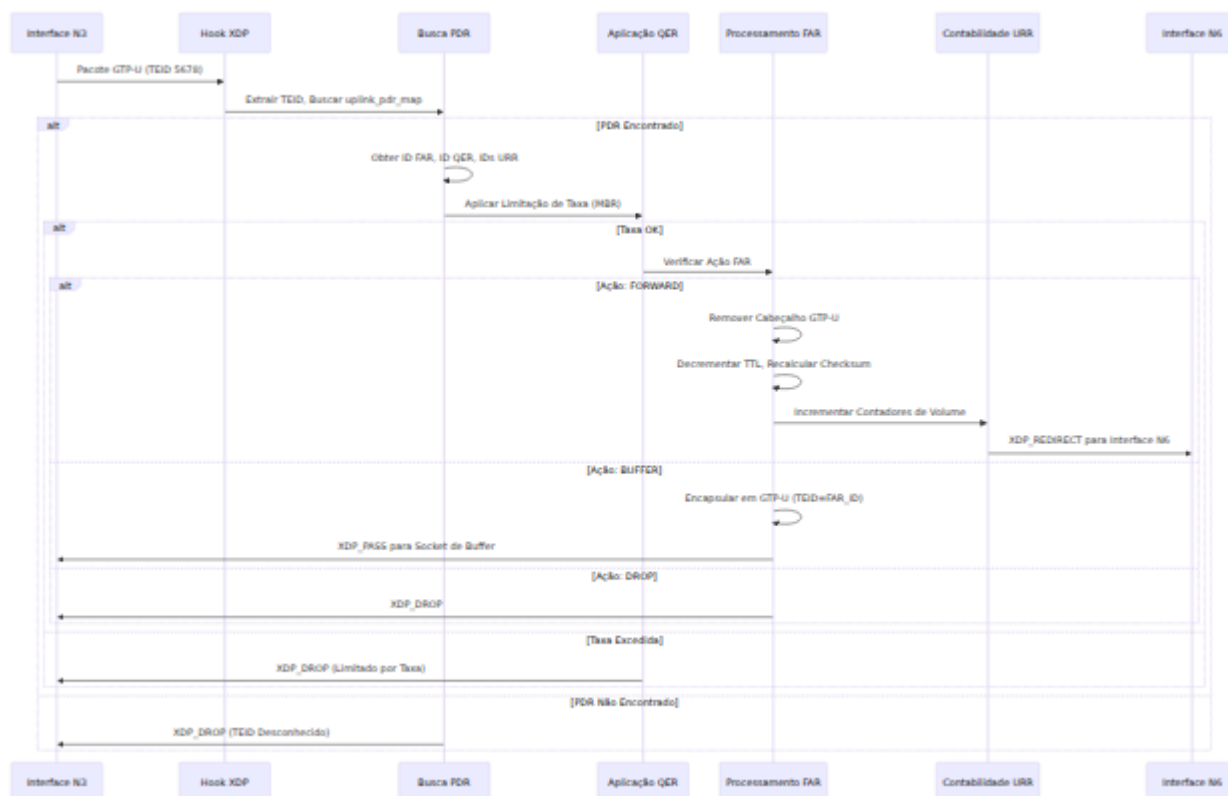 Interface N3
Hook XDP
Busca PDR
Aplicação QER
Processamento FAR
Contabilidade URR
Interface N6
Pacote GTP-U (TEID 5678)
Extrair TEID, Buscar uplink_pdr_map
alt
[PDR Encontrado]
Obter ID FAR, ID QER, IDs URR
Aplicar Limitação de Taxa (MBR)
alt
[Taxa OK]
Verificar Ação FAR
alt
[Ação: FORWARD]
Remover Cabeçalho GTP-U
Decrementar TTL, Recalcular Checksum
Incrementar Contadores de Volume
XDP_REDIRECT para Interface N6
[Ação: BUFFER]
Encapsular em GTP-U (TEID=FAR_ID)
XDP_PASS para Socket de Buffer
[Ação: DROP]
XDP_DROP
[Taxa Excedida]
XDP_DROP (Limitado por Taxa)
[PDR Não Encontrado]
XDP_DROP (TEID Desconhecido)
Interface N3
Hook XDP
Busca PDR
Aplicação QER
Processamento FAR
Contabilidade URR
Interface N6